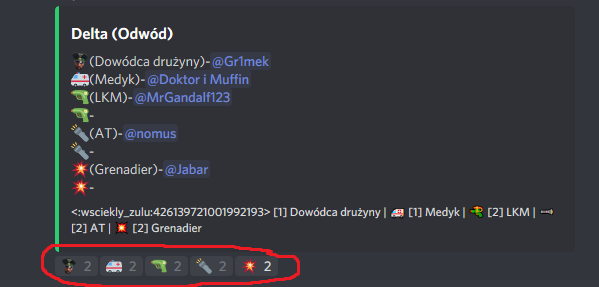 Delta (Odwód)
(Dowódca drużyny)-@Gr1mek
(Medyk)-@Doktor i Muffin
(LKM)-@MrGandalf123
-
(AT)-@nomus
-
(Grenadier)-@Jabar
-
<:wsciekly_zulu:426139721001992193> [1] Dowódca drużyny | [1] Medyk | [2] LKM |
[2] AT | [2] Grenadier
2 2 2 2 2